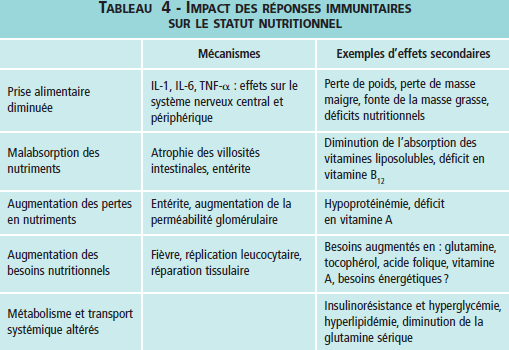 TABLEAU 4 - IMPACT DES RÉPONSES IMMUNITAIRES
SUR LE STATUT NUTRITIONNEL
Mécanismes
Exemples d'effets secondaires
Prise alimentaire
diminuée
IL-1, IL-6, TNF-α : effets sur le
système nerveux central et
périphérique
Perte de poids, perte de masse
maigre, fonte de la masse grasse,
déficits nutritionnels
Malabsorption des
nutriments
Atrophie des villosités
intestinales, entérite
Diminution de l'absorption des
vitamines liposolubles, déficit en
vitamine B12
Augmentation des pertes
en nutriments
Entérite, augmentation de la
perméabilité glomérulaire
Hypoprotéinémie, déficit
en vitamine A
Augmentation des
besoins nutritionnels
Fièvre, réplication leucocytaire,
réparation tissulaire
Besoins augmentés en : glutamine,
tocophérol, acide folique, vitamine
A, besoins énergétiques ?
Métabolisme et transport
systémique altérés
Insulinorésistance et hyperglycémie,
hyperlipidémie, diminution de la
glutamine sérique